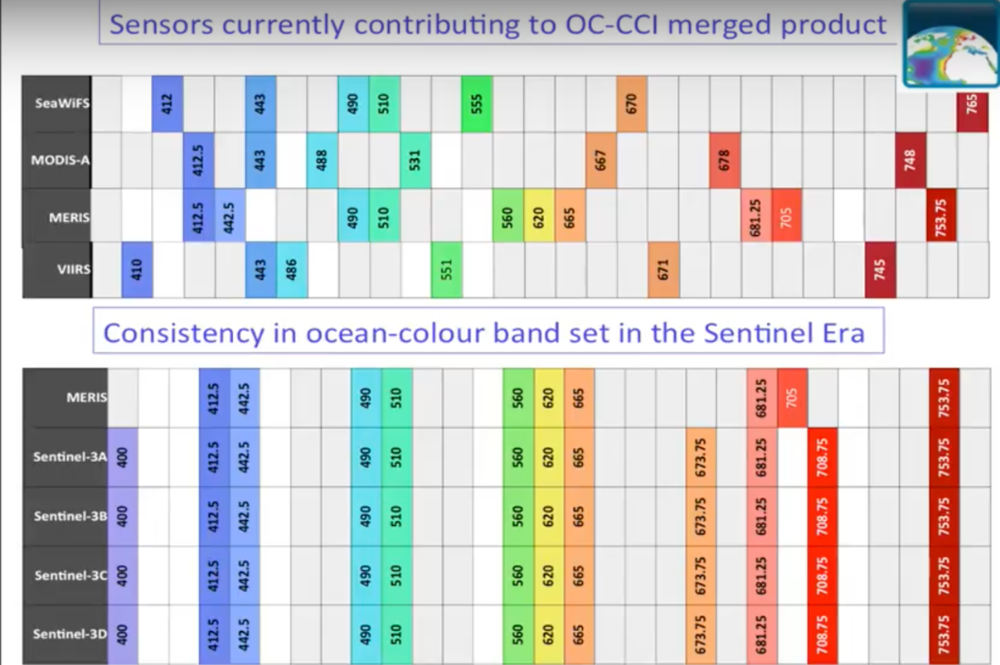 Sensors currently contributing to OC-CCI merged product
SeaWiFS 412 443 490 510 555 670 765
MODIS-A 412.5 443 488 531 667 678 748
MERIS 412.5 442.5 490 510 560 620 665 681.25 705 753.75
VIIRS 410 443 486 551 671 745
Consistency in ocean-colour band set in the Sentinel Era
MERIS 412.5 442.5 490 510 560 620 665 681.25 705 753.75
Sentinel-3A 400 412.5 442.5 490 510 560 620 665 673.75 681.25 708.75 753.75
Sentinel-3B 400 412.5 442.5 490 510 560 620 665 673.75 681.25 708.75 753.75
Sentinel-3C 400 412.5 442.5 490 510 560 620 665 673.75 681.25 708.75 753.75
Sentinel-3D 400 412.5 442.5 490 510 560 620 665 673.75 681.25 708.75 753.75